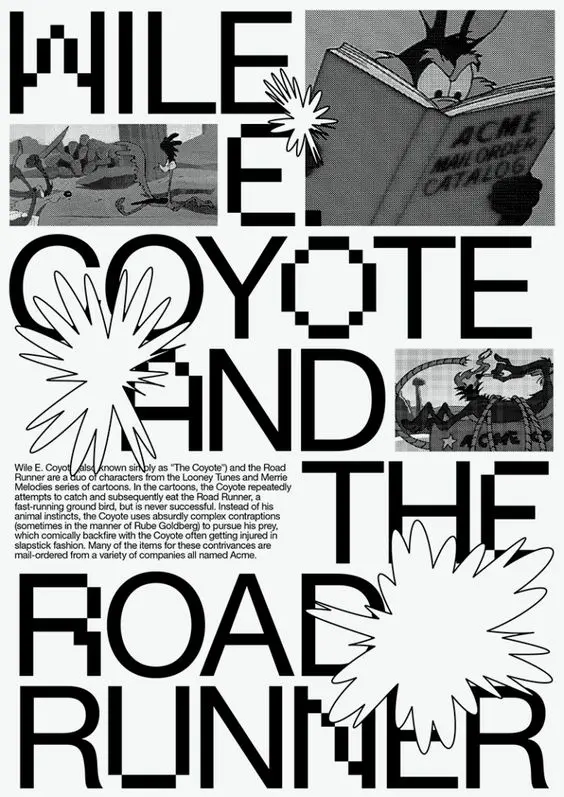 WILE
ACME
MAIL ORDER
CATALOG
E.
COYOTE
AND
ACME
THE
Wile E. Coyote also known simply as "The Coyote") and the Road
Runner are a duo of characters from the Looney Tunes and Merrie
Melodies series of cartoons. In the cartoons, the Coyote repeatedly
attempts to catch and subsequently eat the Road Runner, a
fast-running ground bird, but is never successful. Instead of his
animal instincts, the Coyote uses absurdly complex contraptions
(sometimes in the manner of Rube Goldberg) to pursue his prey,
which comically backfire with the Coyote often getting injured in
slapstick fashion. Many of the items for these contrivances are
mail-ordered from a variety of companies all named Acme.
ROAD
RUNNER